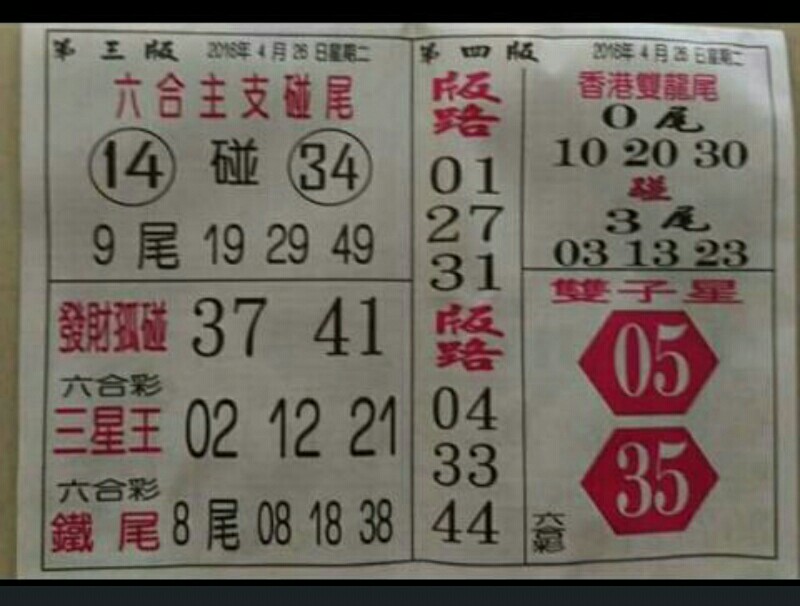 第三版 2016年4月26日星期二
六合主支碰尾
14 碰 34
9尾 19 29 49
發財孤碰 37 41
六合彩
三星王 02 12 21
六合彩
鐵尾 8尾 08 18 38
第四版 2016年4月26日星期二
版路
01
27
31
版路
04
33
44
香港雙龍尾
0尾
10 20 30
碰
3尾
03 13 23
雙子星
05
35
六合彩